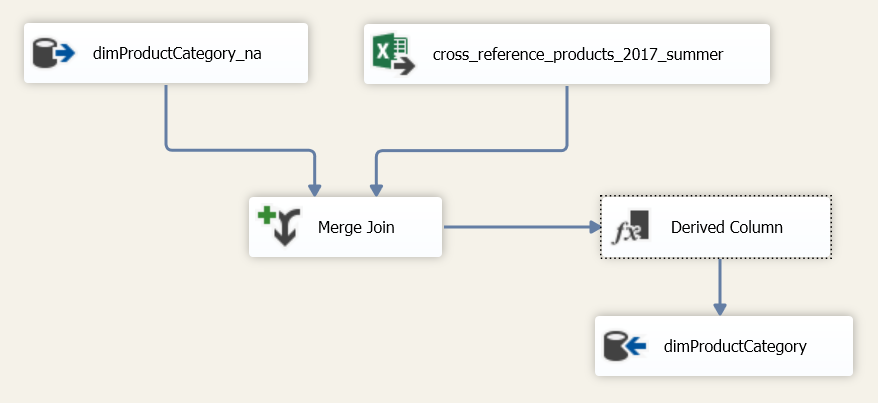 dimProductCategory_na
cross_reference_products_2017_summer
Merge Join
Derived Column
dimProductCategory